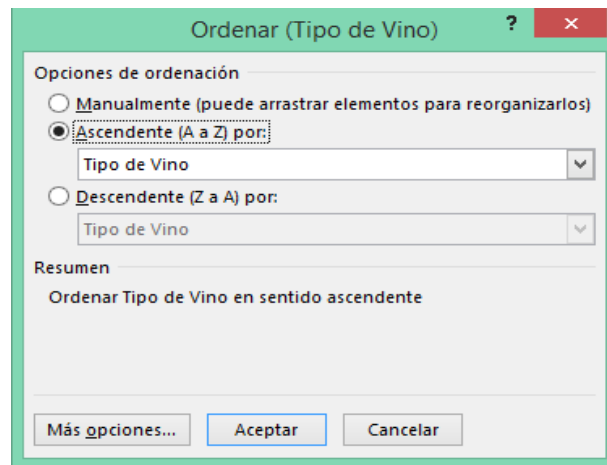 Ordenar (Tipo de Vino) ? ×
Opciones de ordenación
Manualmente (puede arrastrar elementos para reorganizarlos)
Ascendente (A a Z) por:
Tipo de Vino
Descendente (Z a A) por:
Tipo de Vino
Resumen
Ordenar Tipo de Vino en sentido ascendente
Más opciones... Aceptar Cancelar